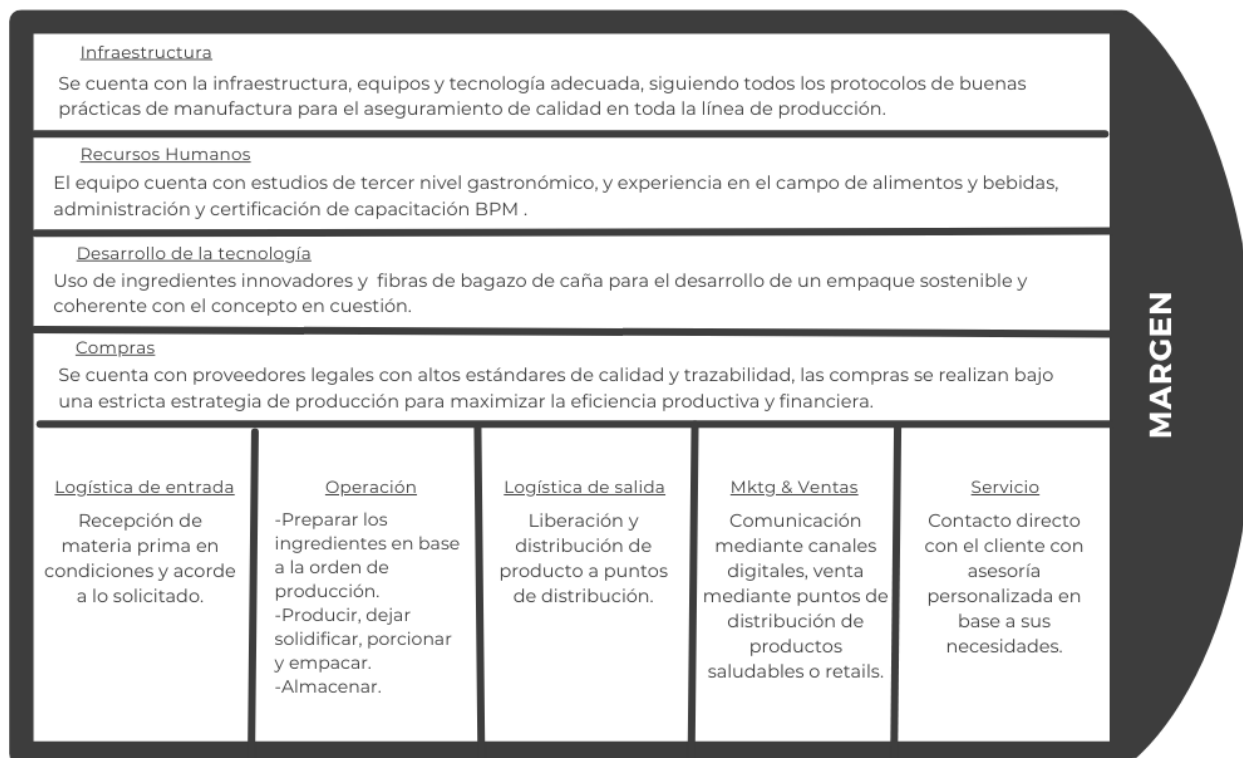 Infraestructura
Se cuenta con la infraestructura, equipos y tecnología adecuada, siguiendo todos los protocolos de buenas
prácticas de manufactura para el aseguramiento de calidad en toda la línea de producción.
Recursos Humanos
El equipo cuenta con estudios de tercer nivel gastronómico, y experiencia en el campo de alimentos y bebidas,
administración y certificación de capacitación BPM .
Desarrollo de la tecnología
Uso de ingredientes innovadores y  fibras de bagazo de caña para el desarrollo de un empaque sostenible y
coherente con el concepto en cuestión.
Compras
Se cuenta con proveedores legales con altos estándares de calidad y trazabilidad, las compras se realizan bajo
una estricta estrategia de producción para maximizar la eficiencia productiva y financiera.
Logística de entrada
Recepción de
materia prima en
condiciones y acorde
a lo solicitado.
Operación
-Preparar los
ingredientes en base
a la orden de
producción.
-Producir, dejar
solidificar, porcionar
y empacar.
-Almacenar.
Logística de salida
Liberación y
distribución de
producto a puntos
de distribución.
Mktg & Ventas
Comunicación
mediante canales
digitales, venta
mediante puntos de
distribución de
productos
saludables o retails.
Servicio
Contacto directo
con el cliente con
asesoría
personalizada en
base a sus
necesidades.
MARGEN